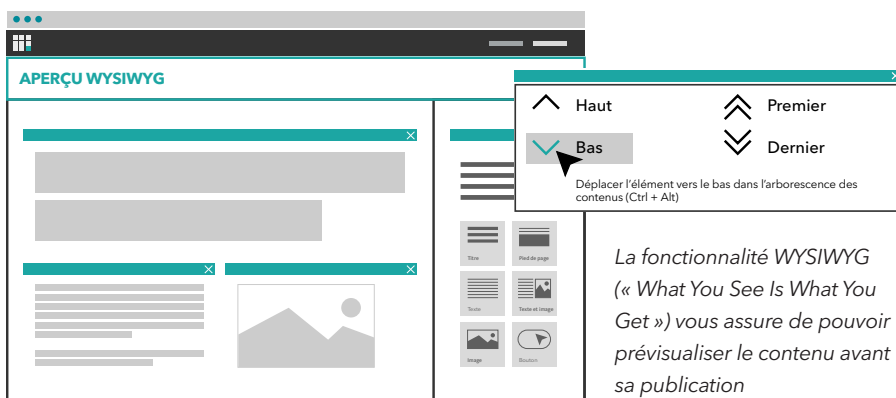 APERÇU WYSIWYG
Haut
Premier
Bas
Dernier
Déplacer l'élément vers le bas dans l'arborescence des
contenus (Ctrl + Alt)
Titre
Pied de page
Texte
Texte et image
Image
Bouton
La fonctionnalité WYSIWYG
(« What You See Is What You
Get ») vous assure de pouvoir
prévisualiser le contenu avant
sa publication